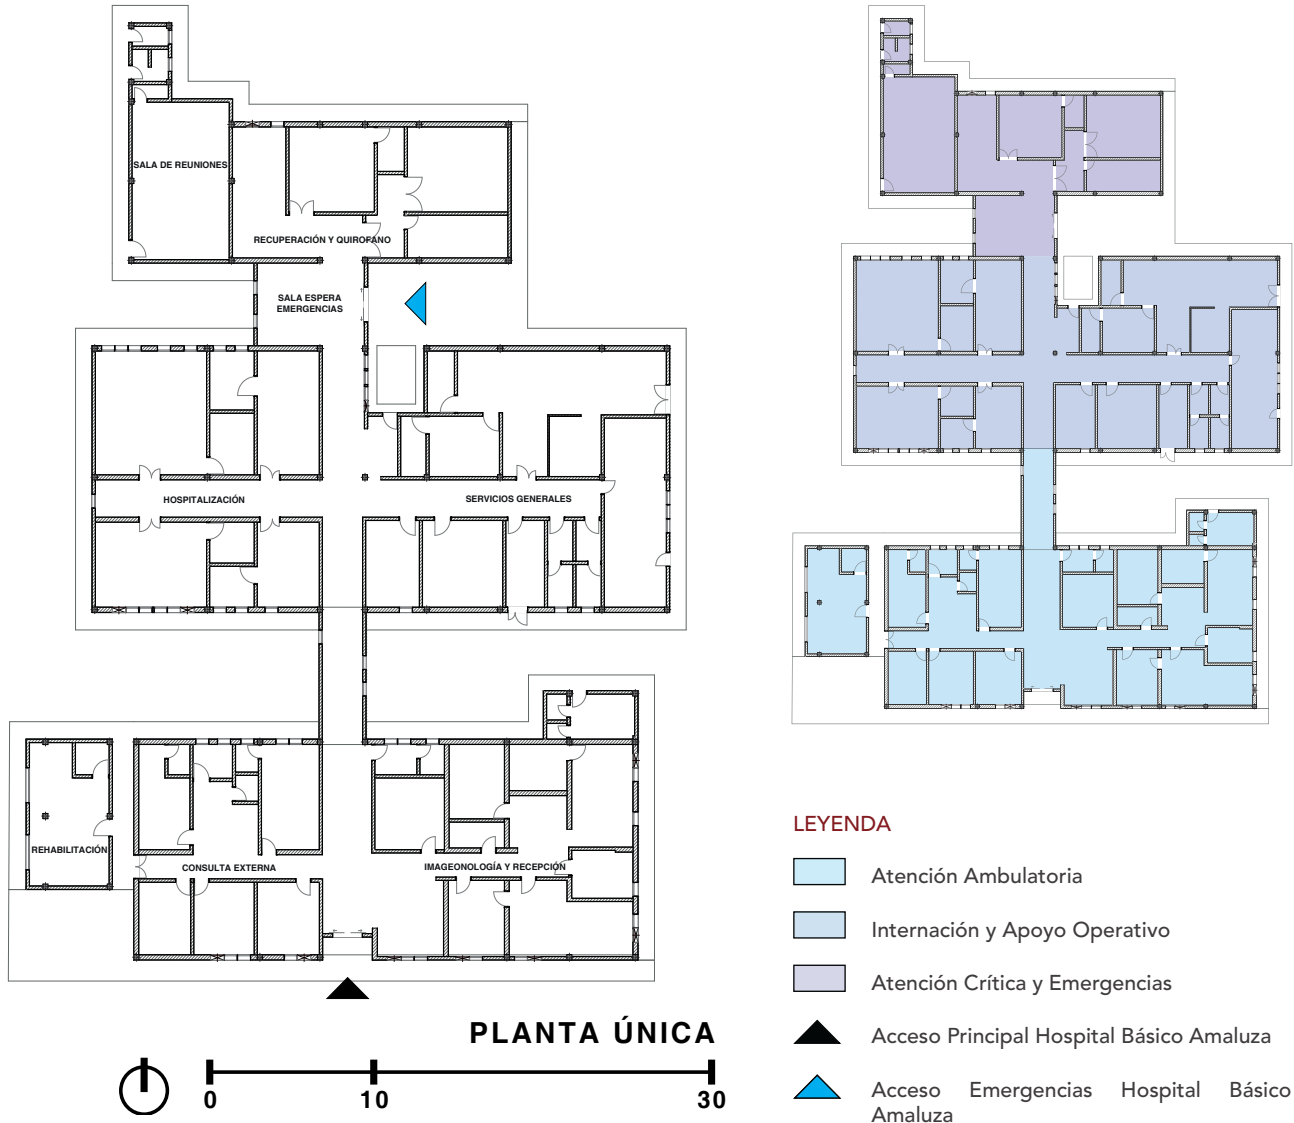 SALA DE REUNIONES
RECUPERACIÓN Y QUIROFANO
SALA ESPERA
EMERGENCIAS
HOSPITALIZACIÓN
SERVICIOS GENERALES
REHABILITACIÓN
CONSULTA EXTERNA
IMAGEONOLOGÍA Y RECEPCIÓN
PLANTA ÚNICA
0
10
30
LEYENDA
Atención Ambulatoria
Internación y Apoyo Operativo
Atención Crítica y Emergencias
Acceso Principal Hospital Básico Amaluza
Acceso Emergencias Hospital Básico
Amaluza